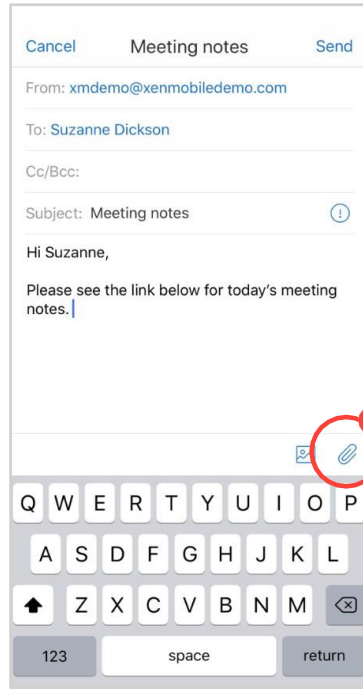 Cancel Meeting notes Send
From: xmdemo@xenmobiledemo.com
To: Suzanne Dickson
Cc/Bcc:
Subject: Meeting notes
Hi Suzanne,
Please see the link below for today's meeting
notes.
Q W E R T Y U I O P
A S D F G H J K L
Z X C V B N M
123 space return